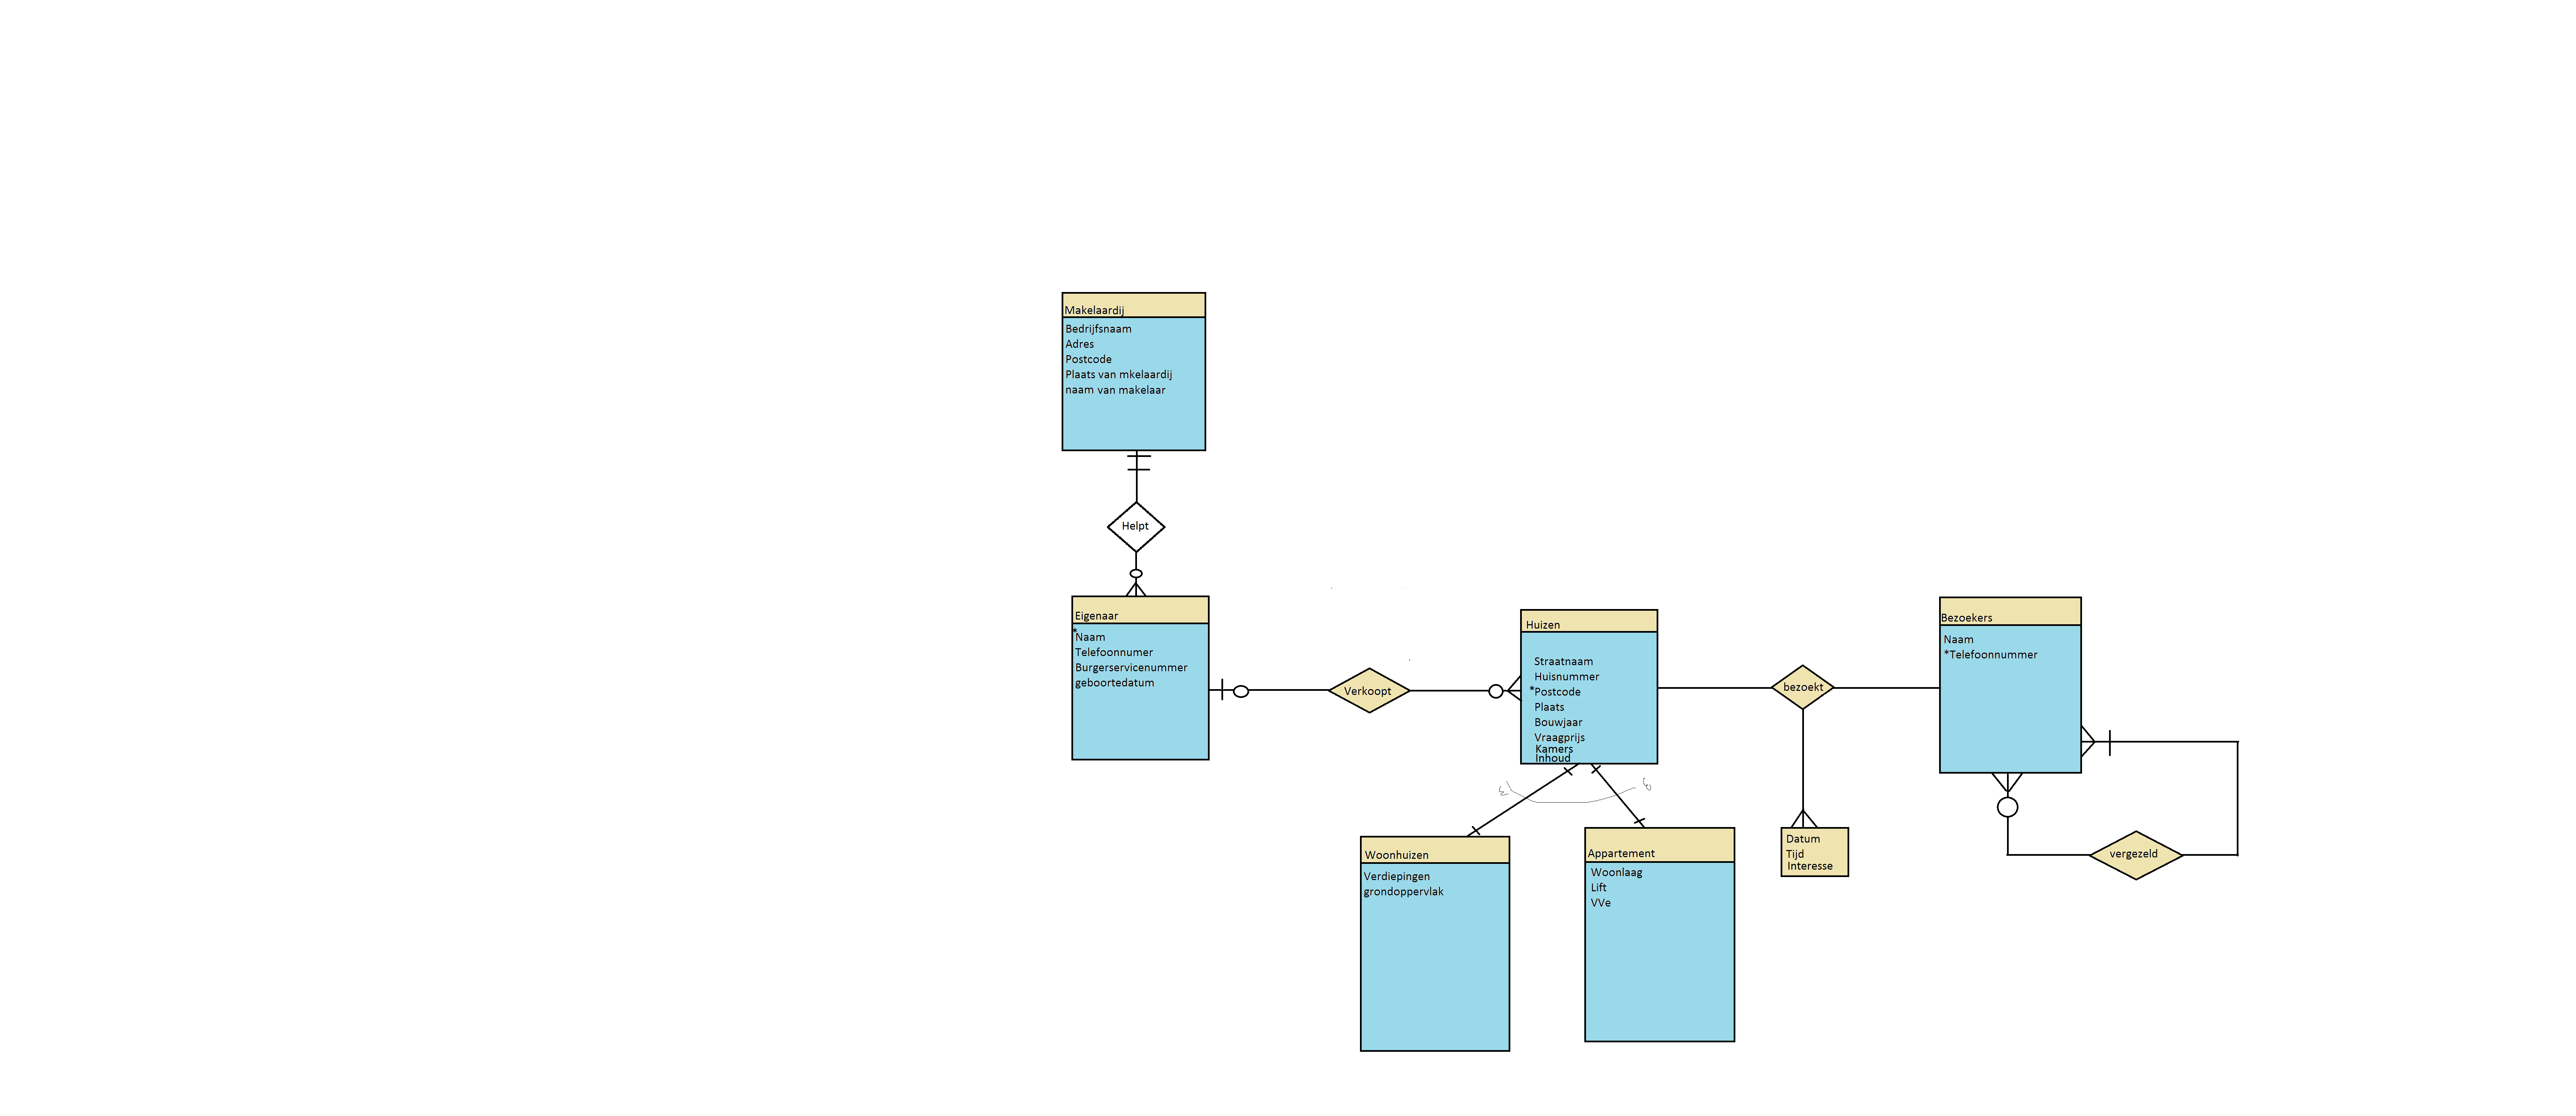 Makelaardij
Bedrijfsnaam
Adres
Postcode
Plaats van mkelaardij
naam van makelaar
Helpt
Eigenaar
*Naam
Telefoonnumer
Burgerservicenummer
geboortedatum
Verkoopt
Huizen
Straatnaam
Huisnummer
*Postcode
Plaats
Bouwjaar
Vraagprijs
Kamers
Inhoud
bezoekt
Bezoekers
Naam
*Telefoonnummer
Woonhuizen
Verdiepingen
grondoppervlak
Appartement
Woonlaag
Lift
VVe
Datum
Tijd
Interesse
vergezeld